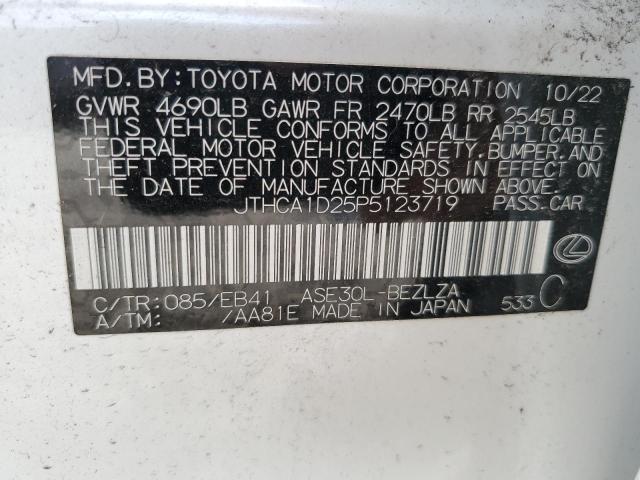 MFD. BY: TOYOTA MOTOR CORPORATION 10/22
GVWR 4690LB GAWR FR 2470LB RR 2545LB
THIS VEHICLE CONFORMS TO ALL APPLICABLE
FEDERAL MOTOR VEHICLE SAFETY, BUMPER, AND
THEFT PREVENTION STANDARDS IN EFFECT ON
THE DATE OF MANUFACTURE SHOWN ABOVE.
JTHCA1D25P5123719 PASS. CAR
C/TR: 085/EB41 ASE30L-BEZLZA
A/TM: /AA81E MADE IN JAPAN 533 C